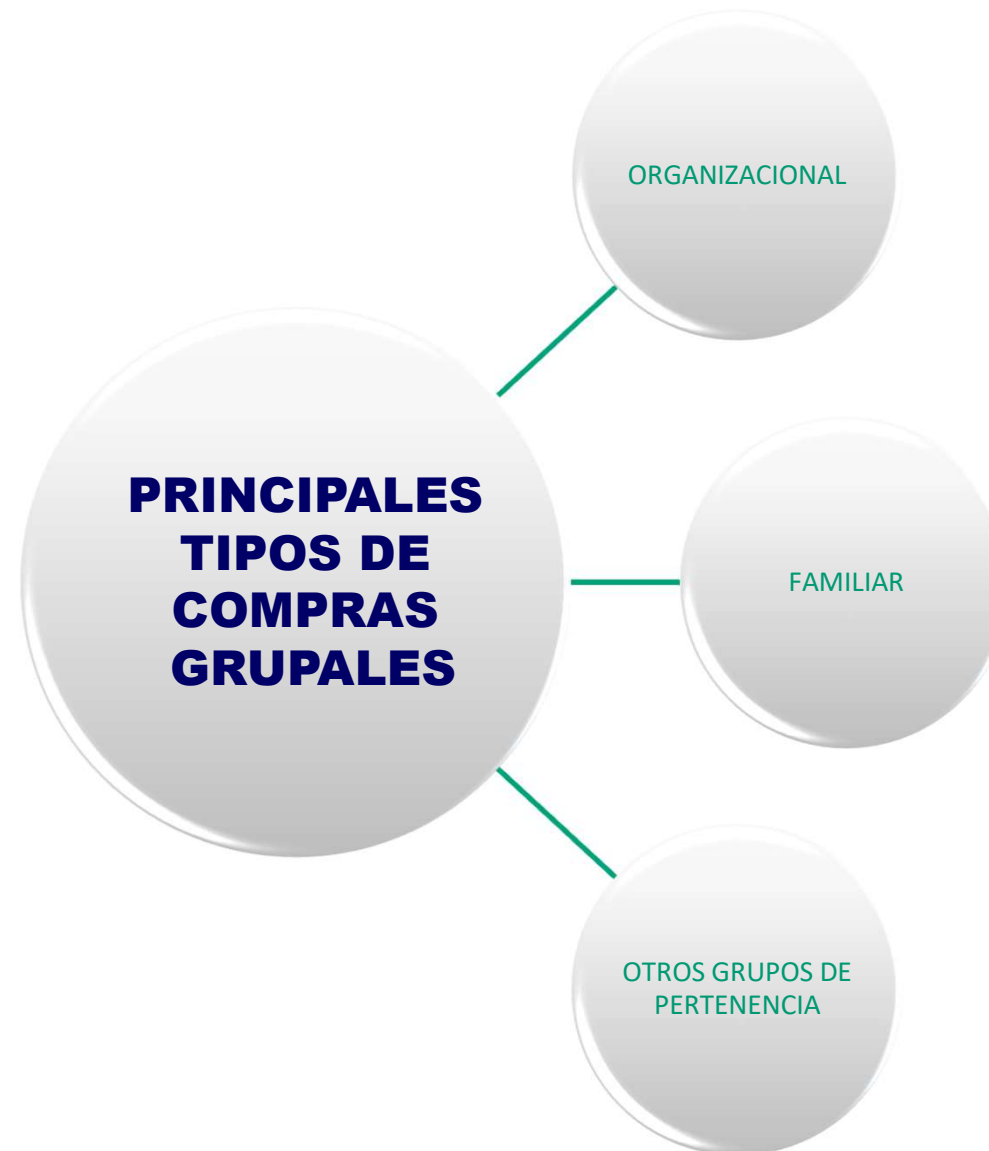 ORGANIZACIONAL
PRINCIPALES
TIPOS DE
COMPRAS
GRUPALES
FAMILIAR
OTROS GRUPOS DE
PERTENENCIA